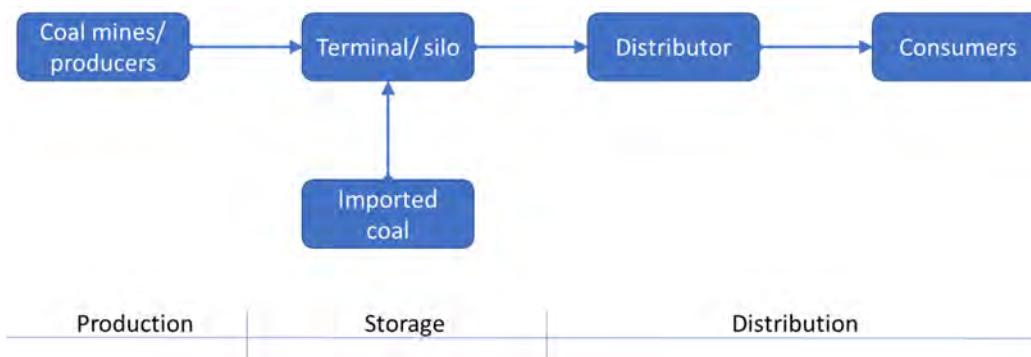 Coal mines/
producers
Terminal/ silo
Distributor
Consumers
Imported
coal
Production
Storage
Distribution